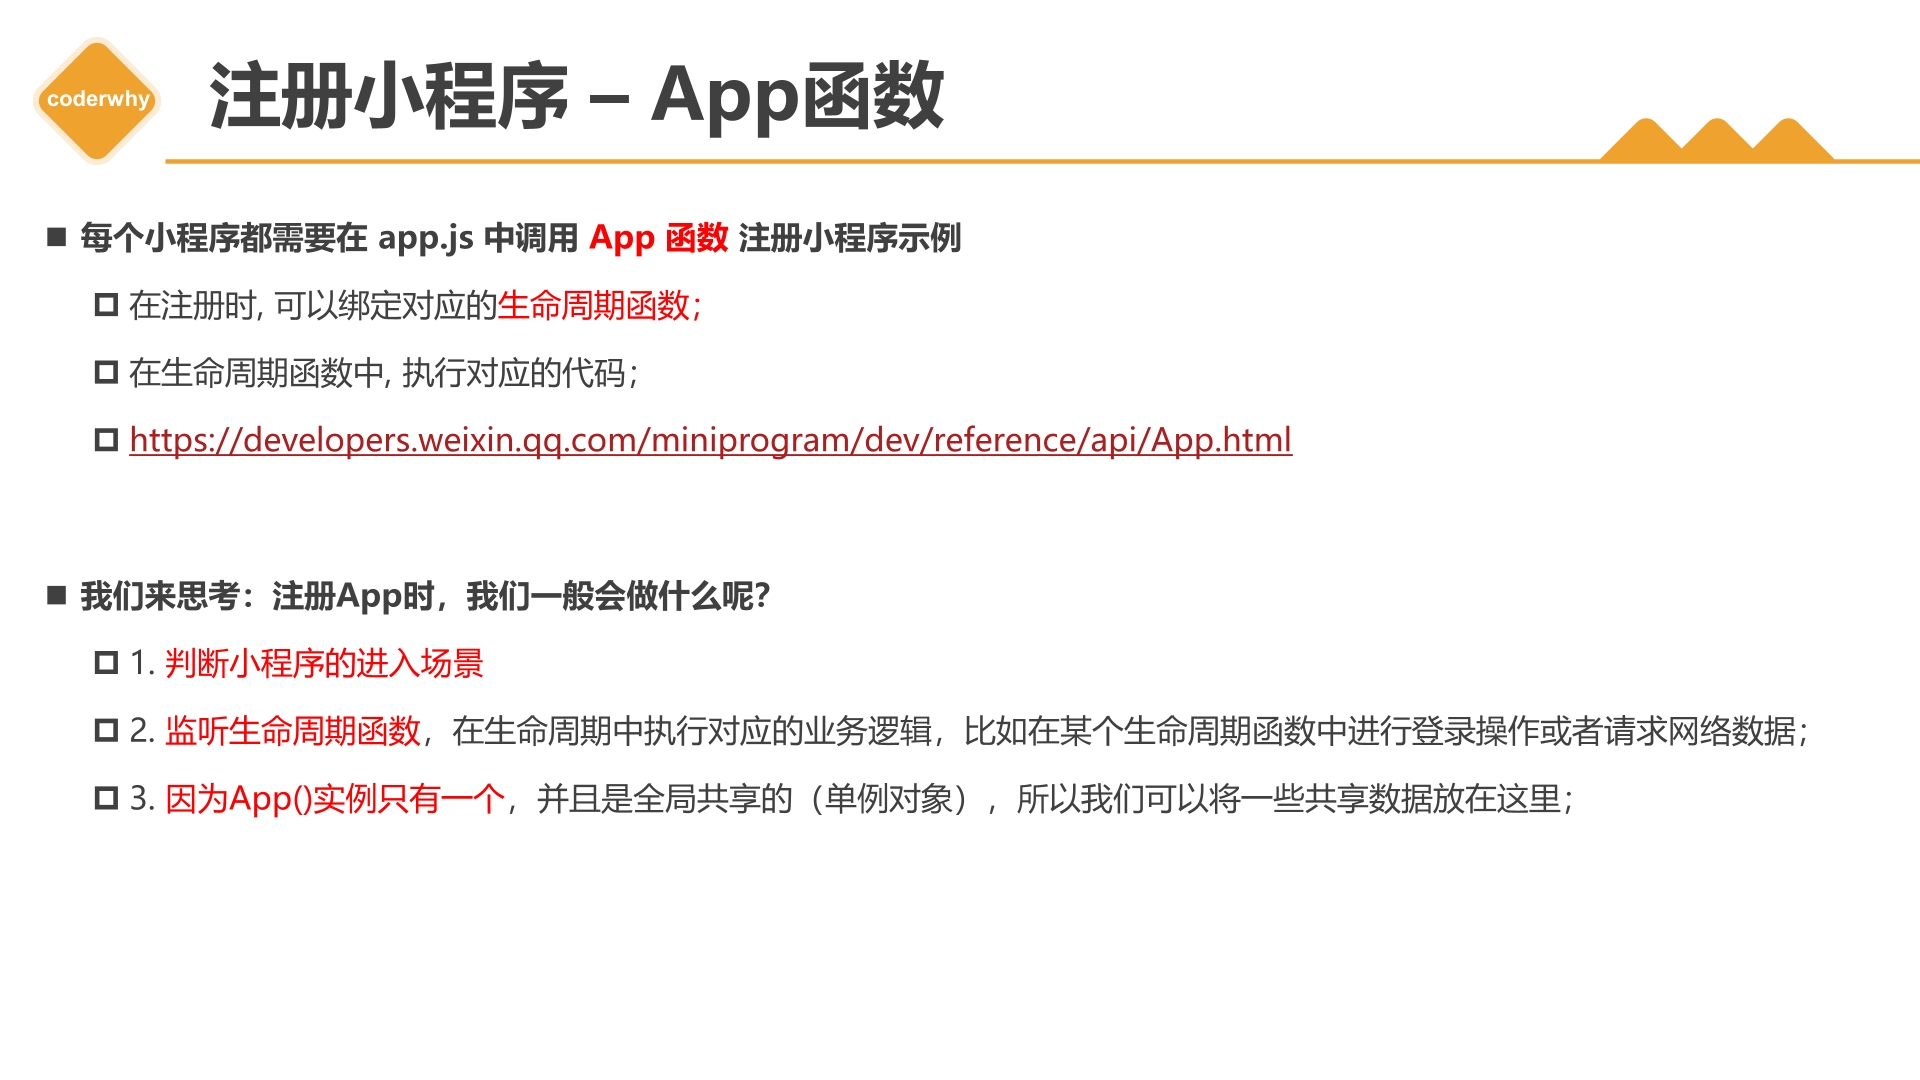 coderwhy
注册小程序 – App函数
每个小程序都需要在 app.js 中调用 App 函数 注册小程序示例
在注册时, 可以绑定对应的生命周期函数;
在生命周期函数中, 执行对应的代码;
https://developers.weixin.qq.com/miniprogram/dev/reference/api/App.html
我们来思考：注册App时，我们一般会做什么呢？
1. 判断小程序的进入场景
2. 监听生命周期函数，在生命周期中执行对应的业务逻辑，比如在某个生命周期函数中进行登录操作或者请求网络数据；
3. 因为App()实例只有一个，并且是全局共享的（单例对象），所以我们可以将一些共享数据放在这里；